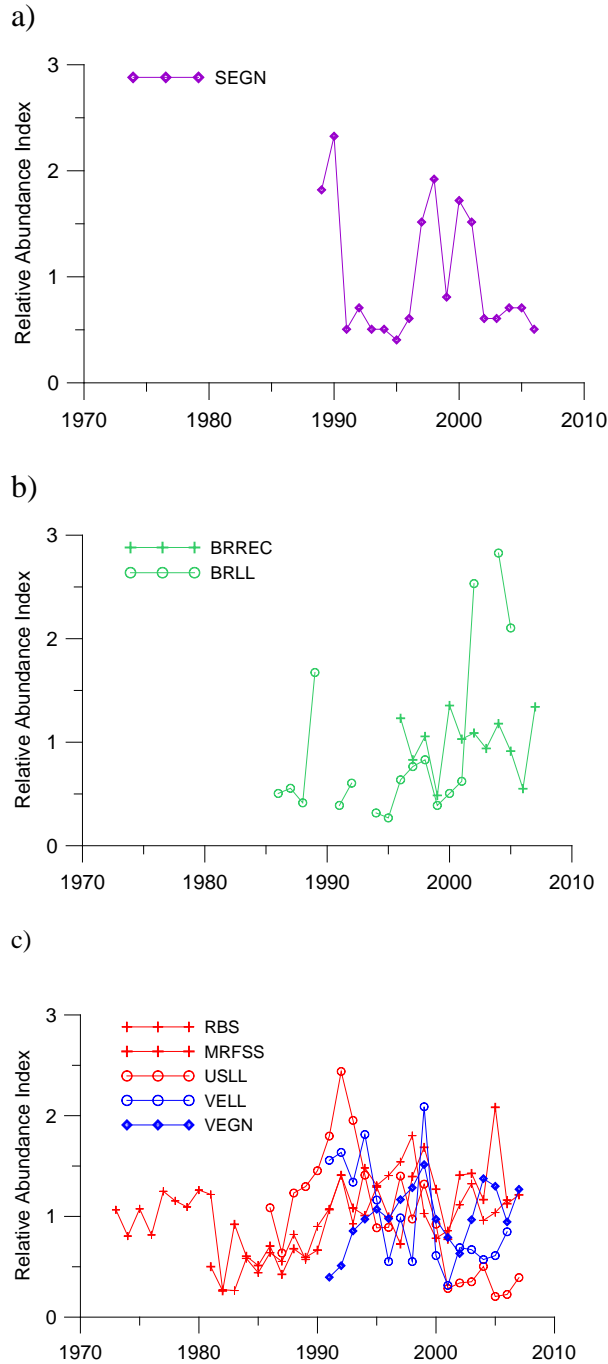 a)
3
SEGN
2
Relative Abundance Index
1
0
1970 1980 1990 2000 2010
b)
3
BRREC
BRLL
2
Relative Abundance Index
1
0
1970 1980 1990 2000 2010
c)
3
RBS
MRFSS
USLL
VELL
VEGN
2
Relative Abundance Index
1
0
1970 1980 1990 2000 2010